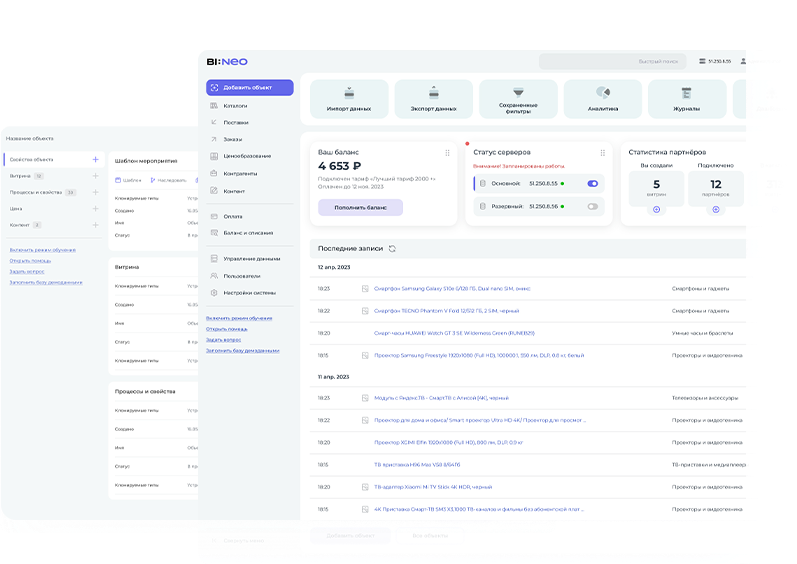 BI:NEO
Быстрый поиск
51.250.8.55
Добавить объект
Каталоги
Поставки
Заказы
Ценообразование
Контрагенты
Контент
Оплата
Баланс и списания
Управление данными
Пользователи
Настройки системы
Включить режим обучения
Открыть помощь
Задать вопрос
Заполнить базу демоданными
Импорт данных
Экспорт данных
Сохраненные
фильтры
Аналитика
Журналы
Ваш баланс
4 653 ₽
Подключен тариф «Лучший тариф 2000 +»
Оплачен до 12 ноя. 2023
Пополнить баланс
Статус серверов
Внимание! Запланированы работы
Основной: 51.250.8.55
Резервный: 51.250.8.56
Статистика партнёров
Вы создали
5
витрин
Подключено
12
партнёров
Последние записи
12 апр. 2023
18:23 Смартфон Samsung Galaxy S10e 6/128 ГБ, Dual nano SIM, оникс Смартфоны и гаджеты
18:22 Смартфон TECNO Phantom V Fold 12/512 ГБ, 2 SIM, черный Смартфоны и гаджеты
18:20 Смарт-часы HUAWEI Watch GT 3 SE Wilderness Green (RUNEB29) Умные часы и браслеты
18:15 Проектор Samsung Freestyle 1920x1080 (Full HD), 100000:1, 550 лм, DLP, 0.8 кг белый Проекторы и видеотехника
11 апр. 2023
18:23 Модуль с Яндекс.ТВ - Смарт ТВ с Алисой (4K), черный Телевизоры и аксессуары
18:22 Проектор для дома и офиса/ Smart проектор Ultra HD 4K/ Проектор для просмот ... Проекторы и видеотехника
18:20 Проектор XGIMI Elfin 1920x1080 (Full HD), 800 лм, DLP, 0.9 кг Проекторы и видеотехника
18:15 ТВ приставка H96 Max V58 8/64Гб ТВ-приставки и медиаплеер
18:20 ТВ-адаптер Xiaomi Mi TV Stick 4K HDR, черный Проекторы и видеотехника
18:15 4K Приставка Смарт ТВ SM3 X3,1000 ТВ-каналов и фильмы без абонентской плат ... Проекторы и видеотехника
Название объекта
Свойства объекта
Витрина
Процессы и свойства
Цена
Контент
Включить режим обучения
Открыть помощь
Задать вопрос
Заполнить базу демоданными
Шаблон мероприятия
Шаблон Наследовать
Клонируемые типы
Создано
Имя
Статус
Витрина
Клонируемые типы
Создано
Имя
Статус
Клонируемые типы
Процессы и свойства
Клонируемые типы
Создано
Имя
Статус
Клонируемые типы